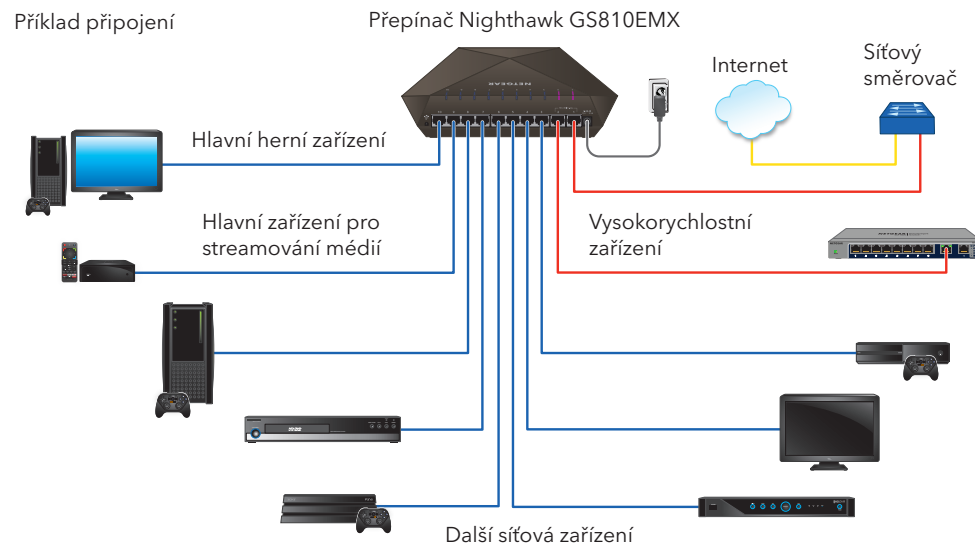 Příklad připojení
Přepínač Nighthawk GS810EMX
Internet
Síťový
směrovač
NETGEAR
Hlavní herní zařízení
Hlavní zařízení pro
streamování médií
Vysokorychlostní
zařízení
Další síťová zařízení